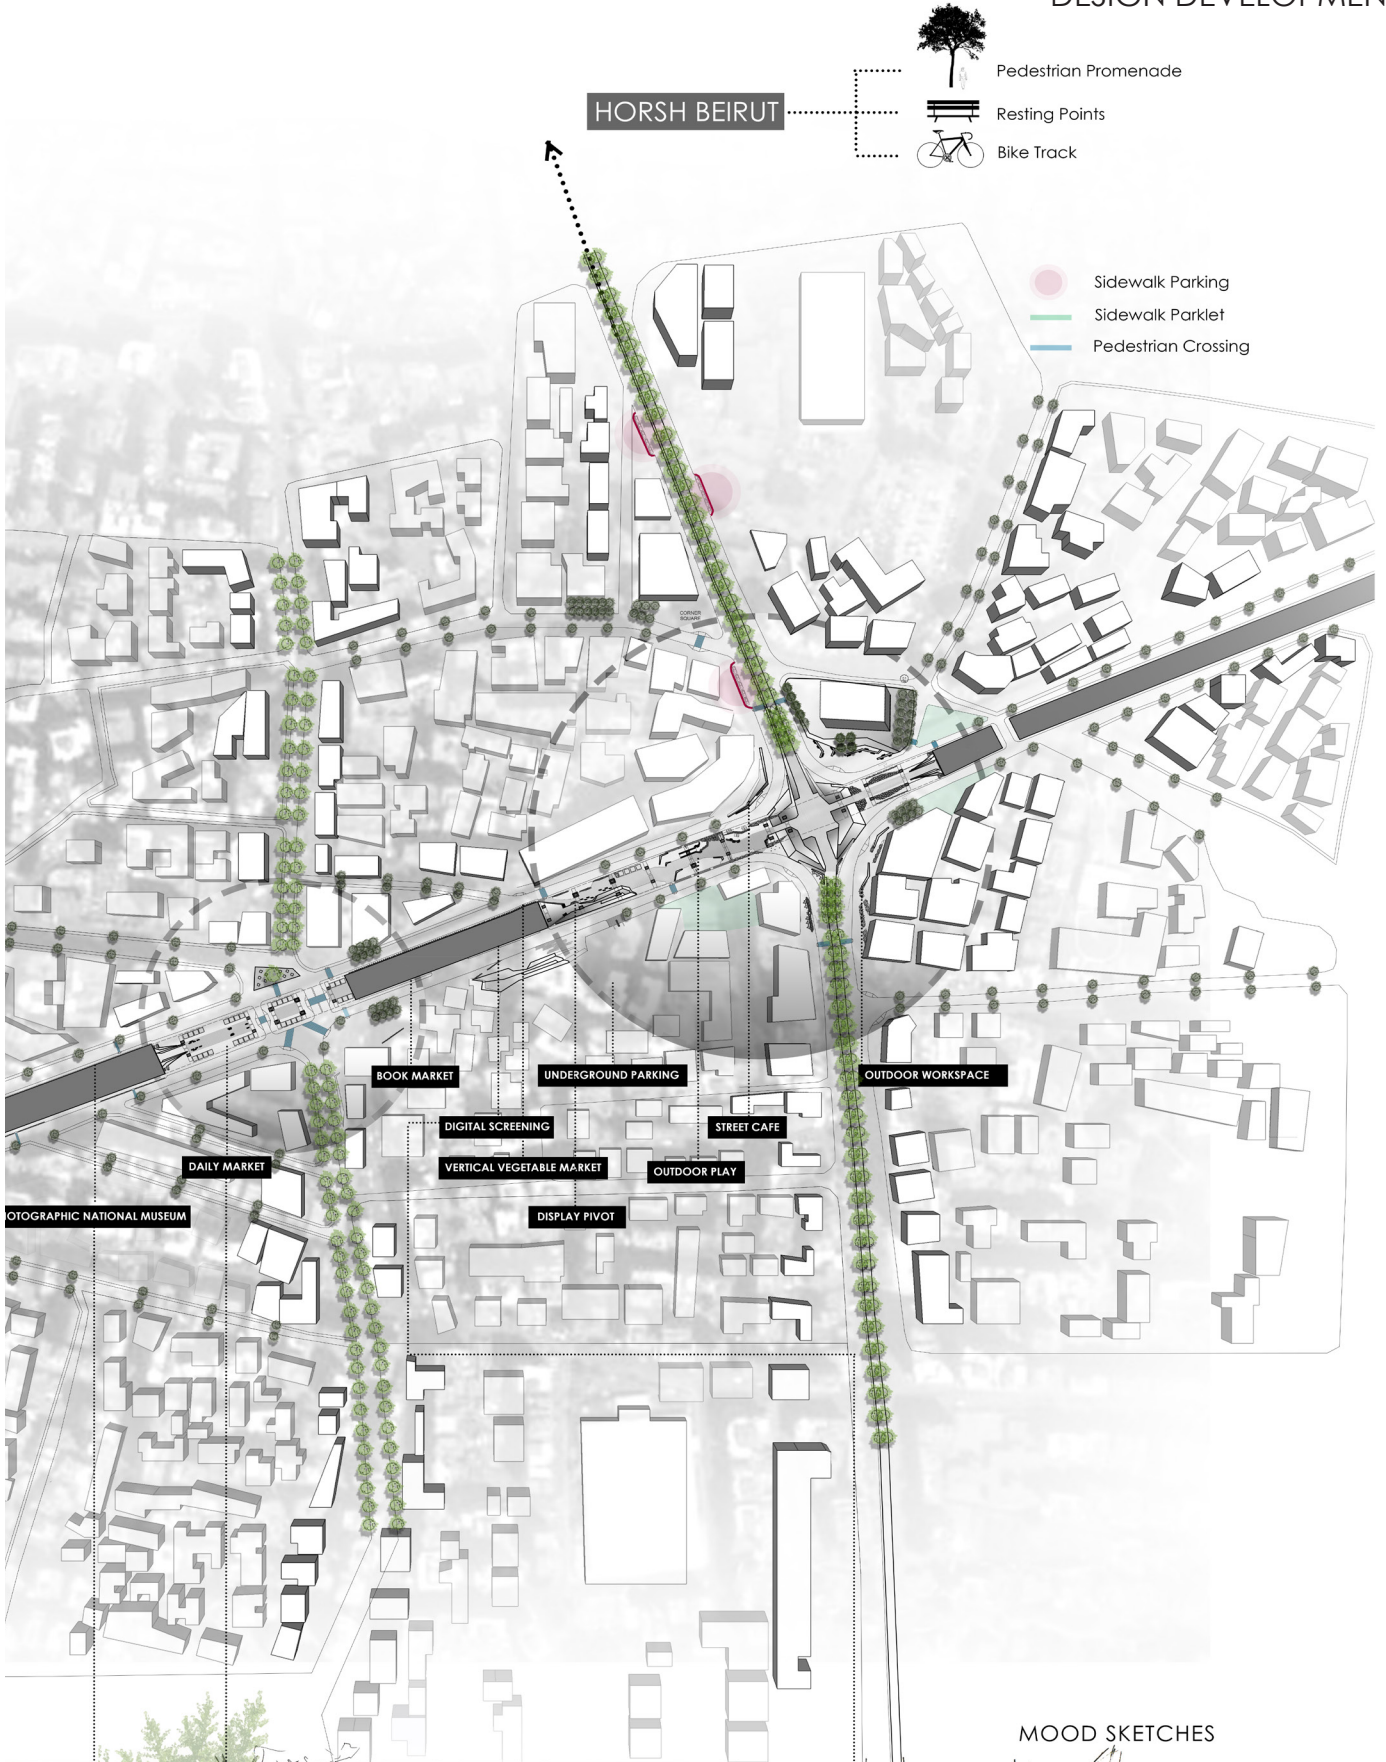 DESIGN DEVELOPMEN
Pedestrian Promenade
HORSH BEIRUT
Resting Points
Bike Track
Sidewalk Parking
Sidewalk Parklet
Pedestrian Crossing
CORNER
SQUARE
BOOK MARKET
UNDERGROUND PARKING
OUTDOOR WORKSPACE
DIGITAL SCREENING
STREET CAFE
DAILY MARKET
VERTICAL VEGETABLE MARKET
OUTDOOR PLAY
OTOGRAPHIC NATIONAL MUSEUM
DISPLAY PIVOT
MOOD SKETCHES